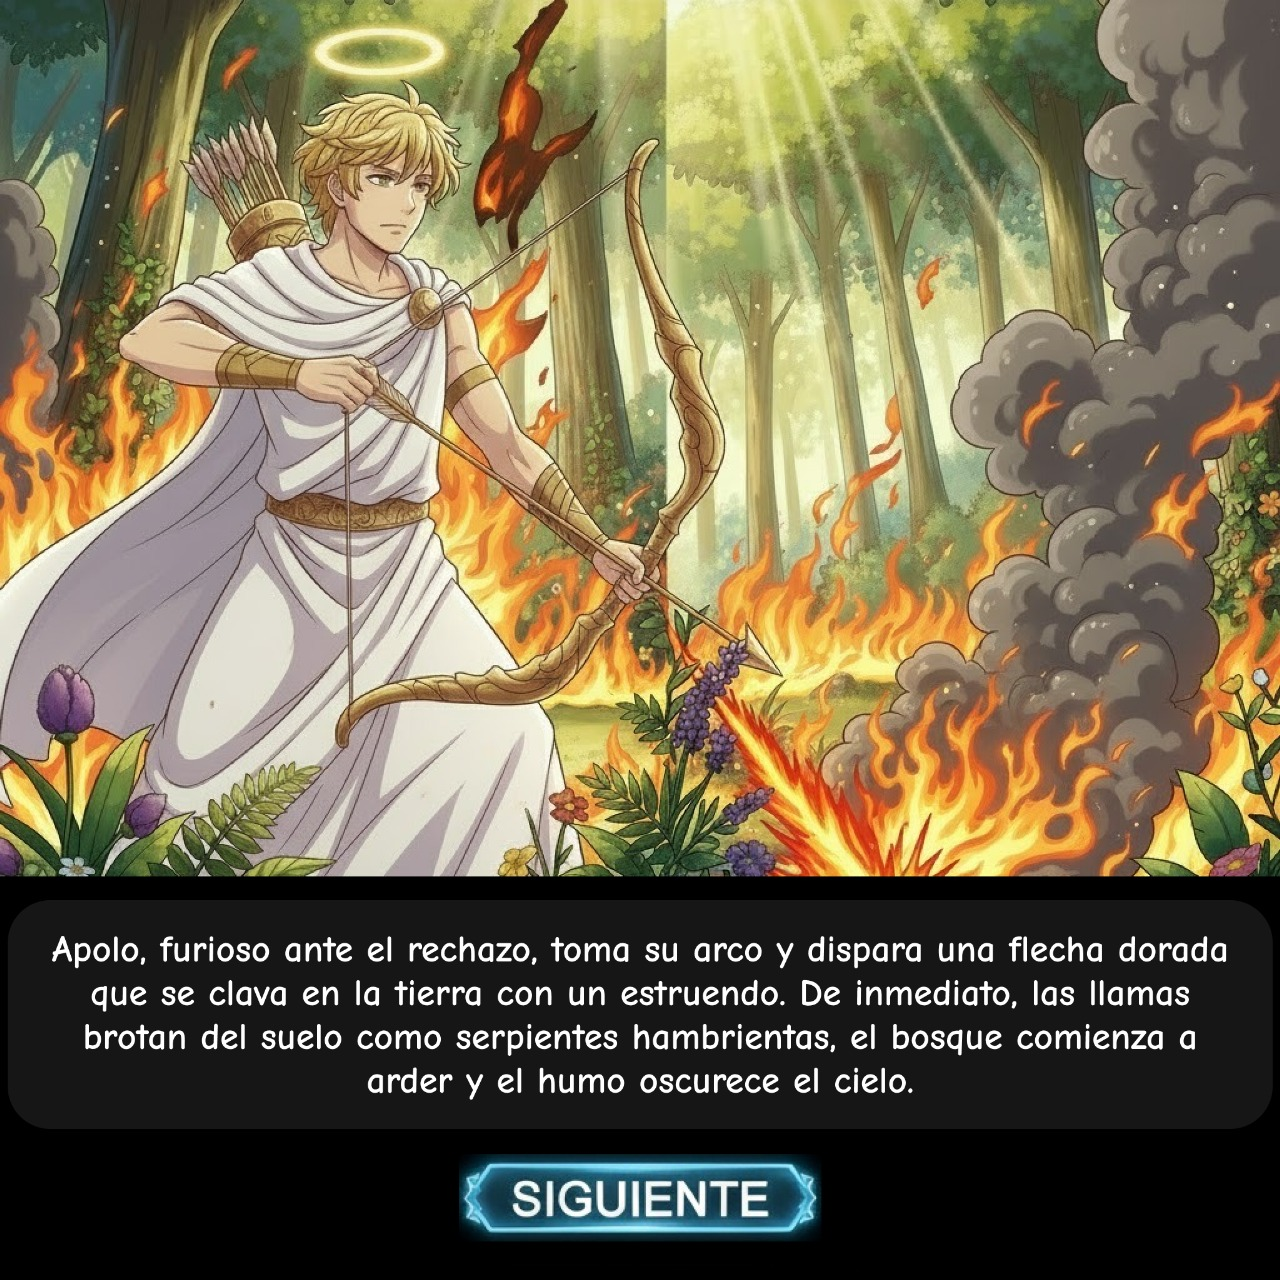 Apolo, furioso ante el rechazo, toma su arco y dispara una flecha dorada
que se clava en la tierra con un estruendo. De inmediato, las llamas
brotan del suelo como serpientes hambrientas, el bosque comienza a
arder y el humo oscurece el cielo.
SIGUIENTE